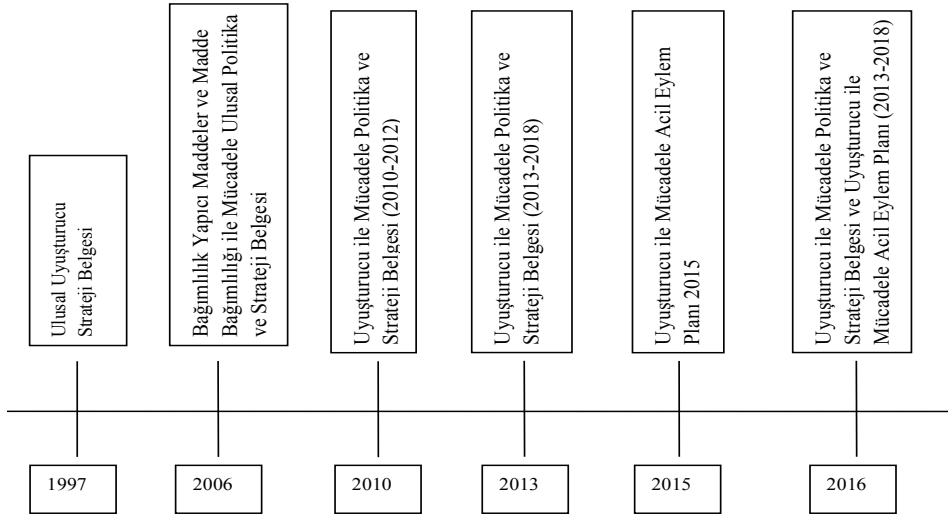 Ulusal Uyuşturucu
Strateji Belgesi
Bağımlılık Yapıcı Maddeler ve Madde
Bağımlılığı ile Mücadele Ulusal Politika
ve Strateji Belgesi
Uyuşturucu ile Mücadele Politika ve
Strateji Belgesi (2010-2012)
Uyuşturucu ile Mücadele Politika ve
Strateji Belgesi (2013-2018)
Uyuşturucu ile Mücadele Acil Eylem
Planı 2015
Uyuşturucu ile Mücadele Politika ve
Strateji Belgesi ve Uyuşturucu ile
Mücadele Acil Eylem Planı (2013-2018)
1997
2006
2010
2013
2015
2016